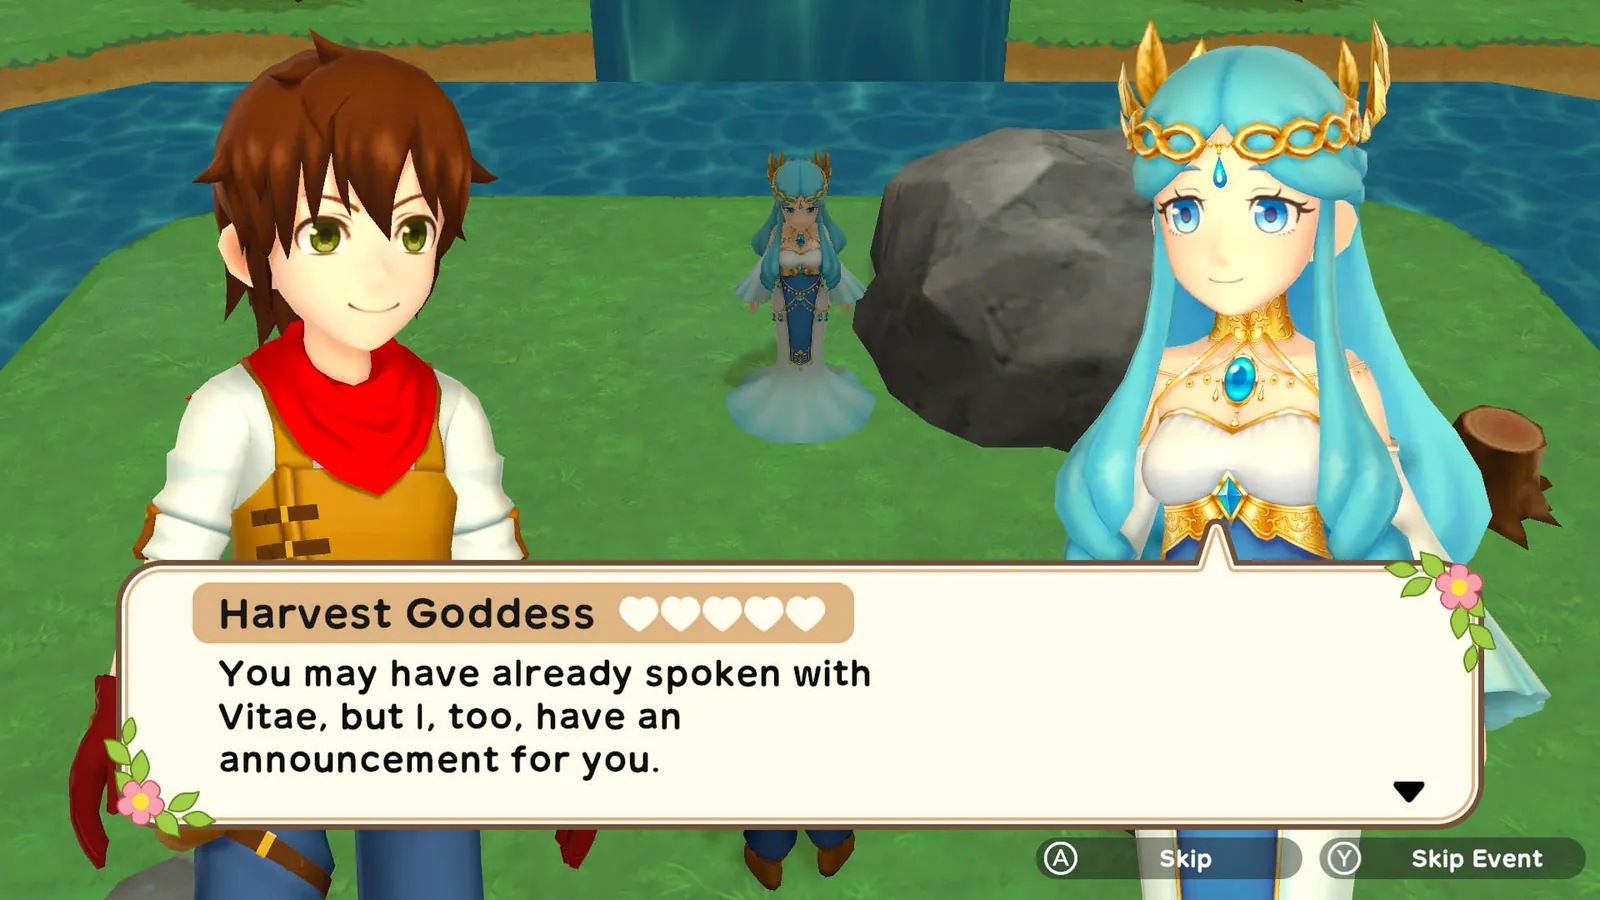 Harvest Goddess
You may have already spoken with
Vitae, but I, too, have an
announcement for you.
A Skip
Y Skip Event